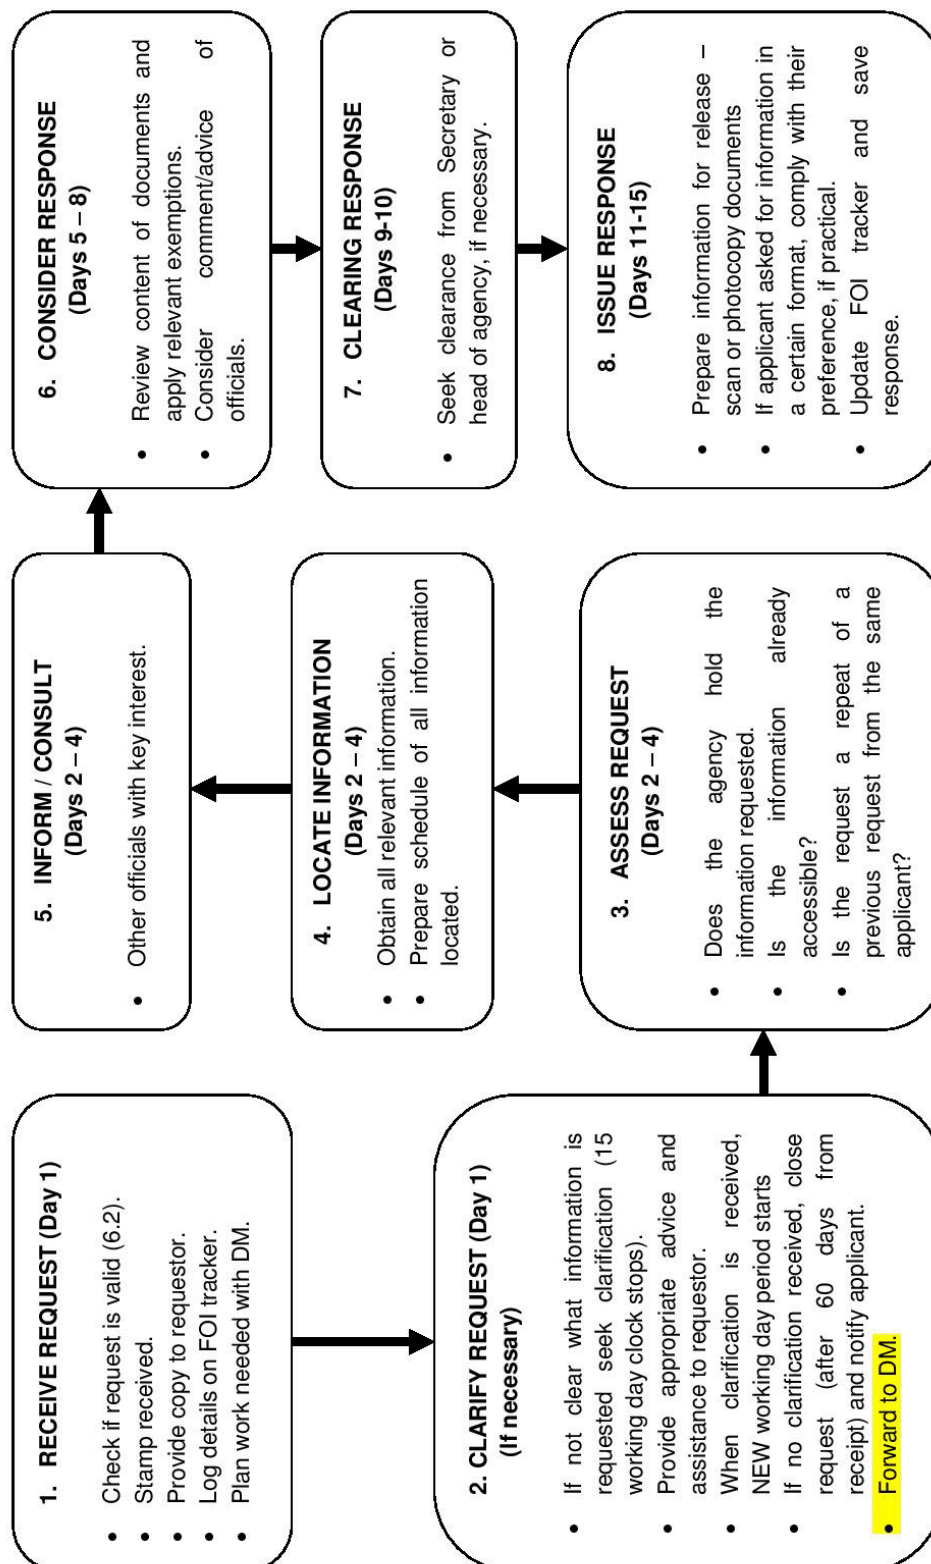 1. RECEIVE REQUEST (Day 1)
• Check if request is valid (6.2).
• Stamp received.
• Provide copy to requestor.
• Log details on FOI tracker.
• Plan work needed with DM.
2. CLARIFY REQUEST (Day 1)
(If necessary)
• If not clear what information is
requested seek clarification (15
working day clock stops).
• Provide appropriate advice and
assistance to requestor.
• When clarification is received,
NEW working day period starts
• If no clarification received, close
request (after 60 days from
receipt) and notify applicant.
• Forward to DM.
3. ASSESS REQUEST
(Days 2 – 4)
• Does the agency hold the
information requested.
• Is the information already
accessible?
• Is the request a repeat of a
previous request from the same
applicant?
4. LOCATE INFORMATION
(Days 2 – 4)
• Obtain all relevant information.
• Prepare schedule of all information
located.
5. INFORM / CONSULT
(Days 2 – 4)
• Other officials with key interest.
6. CONSIDER RESPONSE
(Days 5 – 8)
• Review content of documents and
apply relevant exemptions.
• Consider comment/advice of
officials.
7. CLEARING RESPONSE
(Days 9-10)
• Seek clearance from Secretary or
head of agency, if necessary.
8. ISSUE RESPONSE
(Days 11-15)
• Prepare information for release –
scan or photocopy documents
• If applicant asked for information in
a certain format, comply with their
preference, if practical.
• Update FOI tracker and save
response.